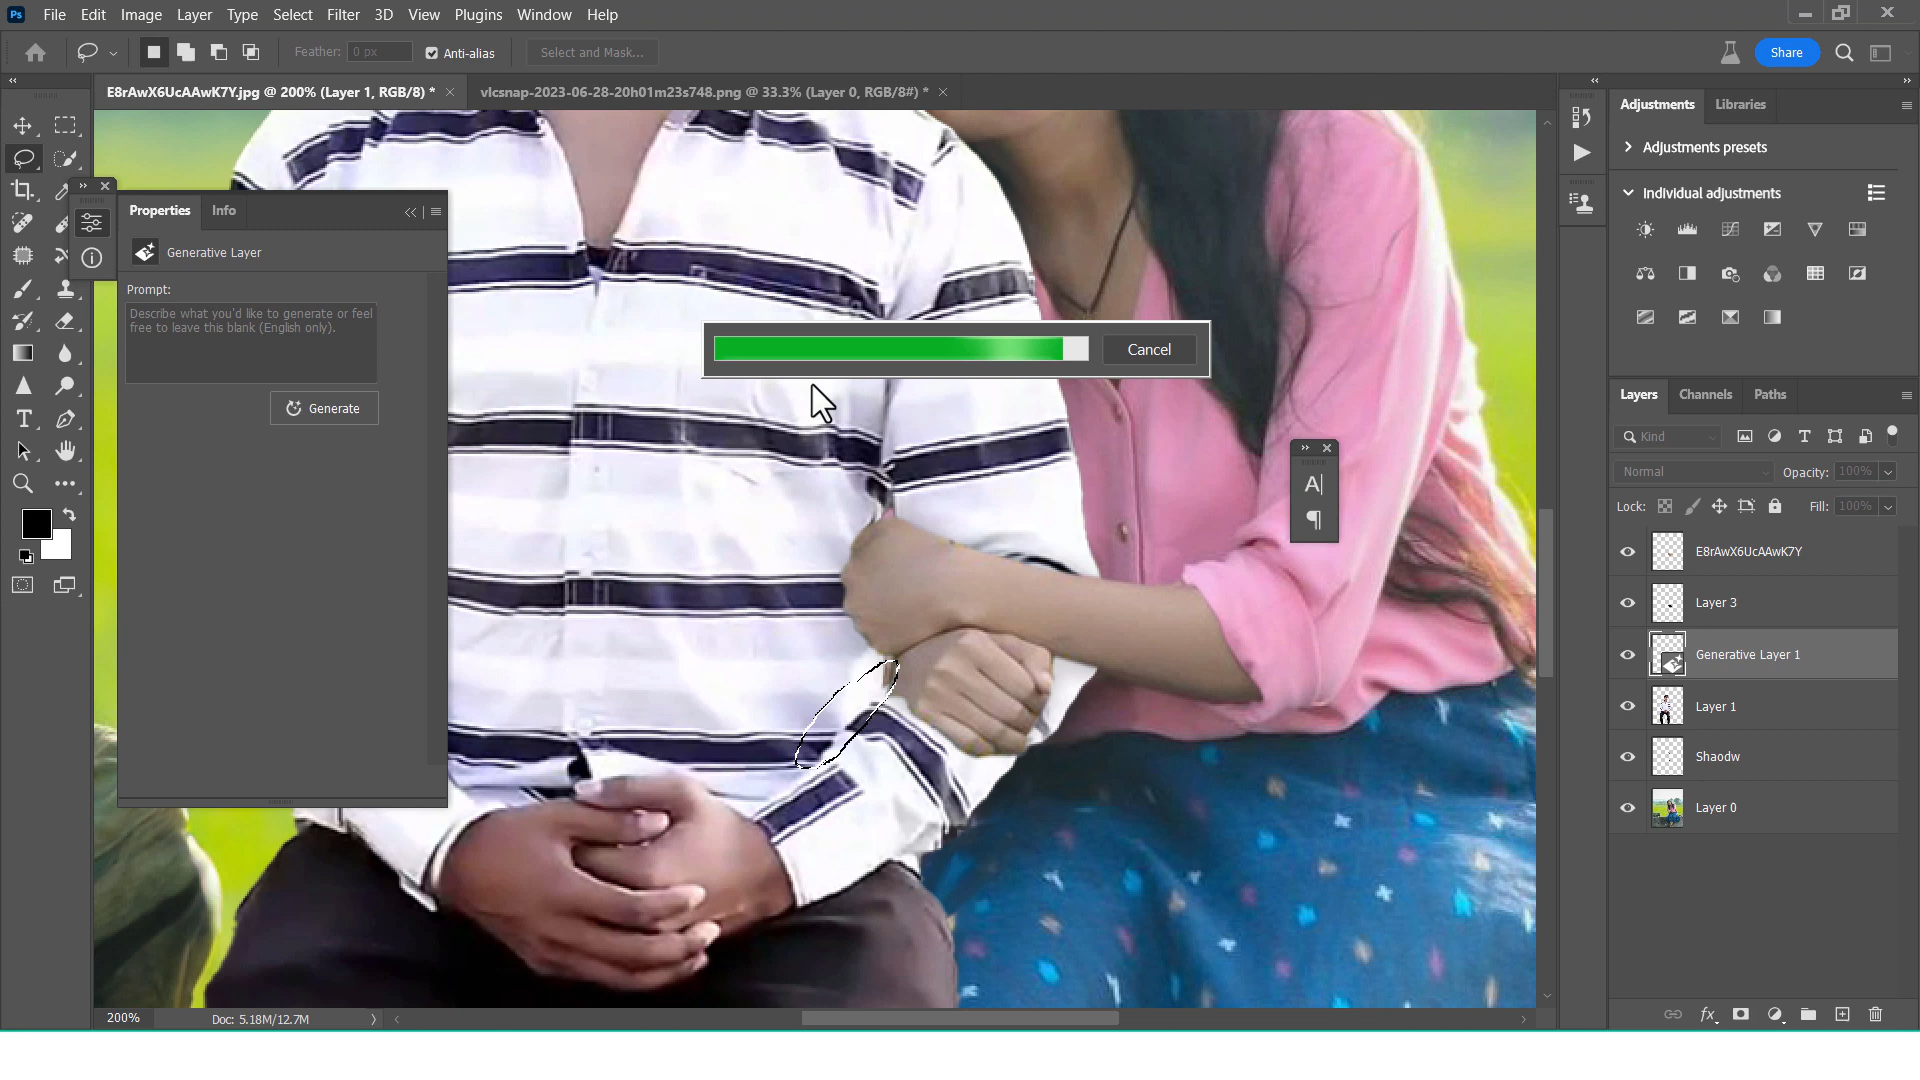 Ps File Edit Image Layer Type Select Filter 3D View Plugins Window Help
Feather: 0 px Anti-alias Select and Mask... Share
E8rAwX6UcAAwK7Y.jpg @ 200% (Layer 1, RGB/8) * vlcsnap-2023-06-28-20h01m23s748.png @ 33.3% (Layer 0, RGB/8#) *
Adjustments Libraries
Adjustments presets
Individual adjustments
Properties Info
Generative Layer
Prompt:
Describe what you'd like to generate or feel
free to leave this blank (English only).
Generate
Cancel
Layers Channels Paths
Kind
Normal Opacity: 100%
Lock: Fill: 100%
E8rAwX6UcAAwK7Y
Layer 3
Generative Layer 1
Layer 1
Shaodw
Layer 0
200% Doc: 5.18M/12.7M